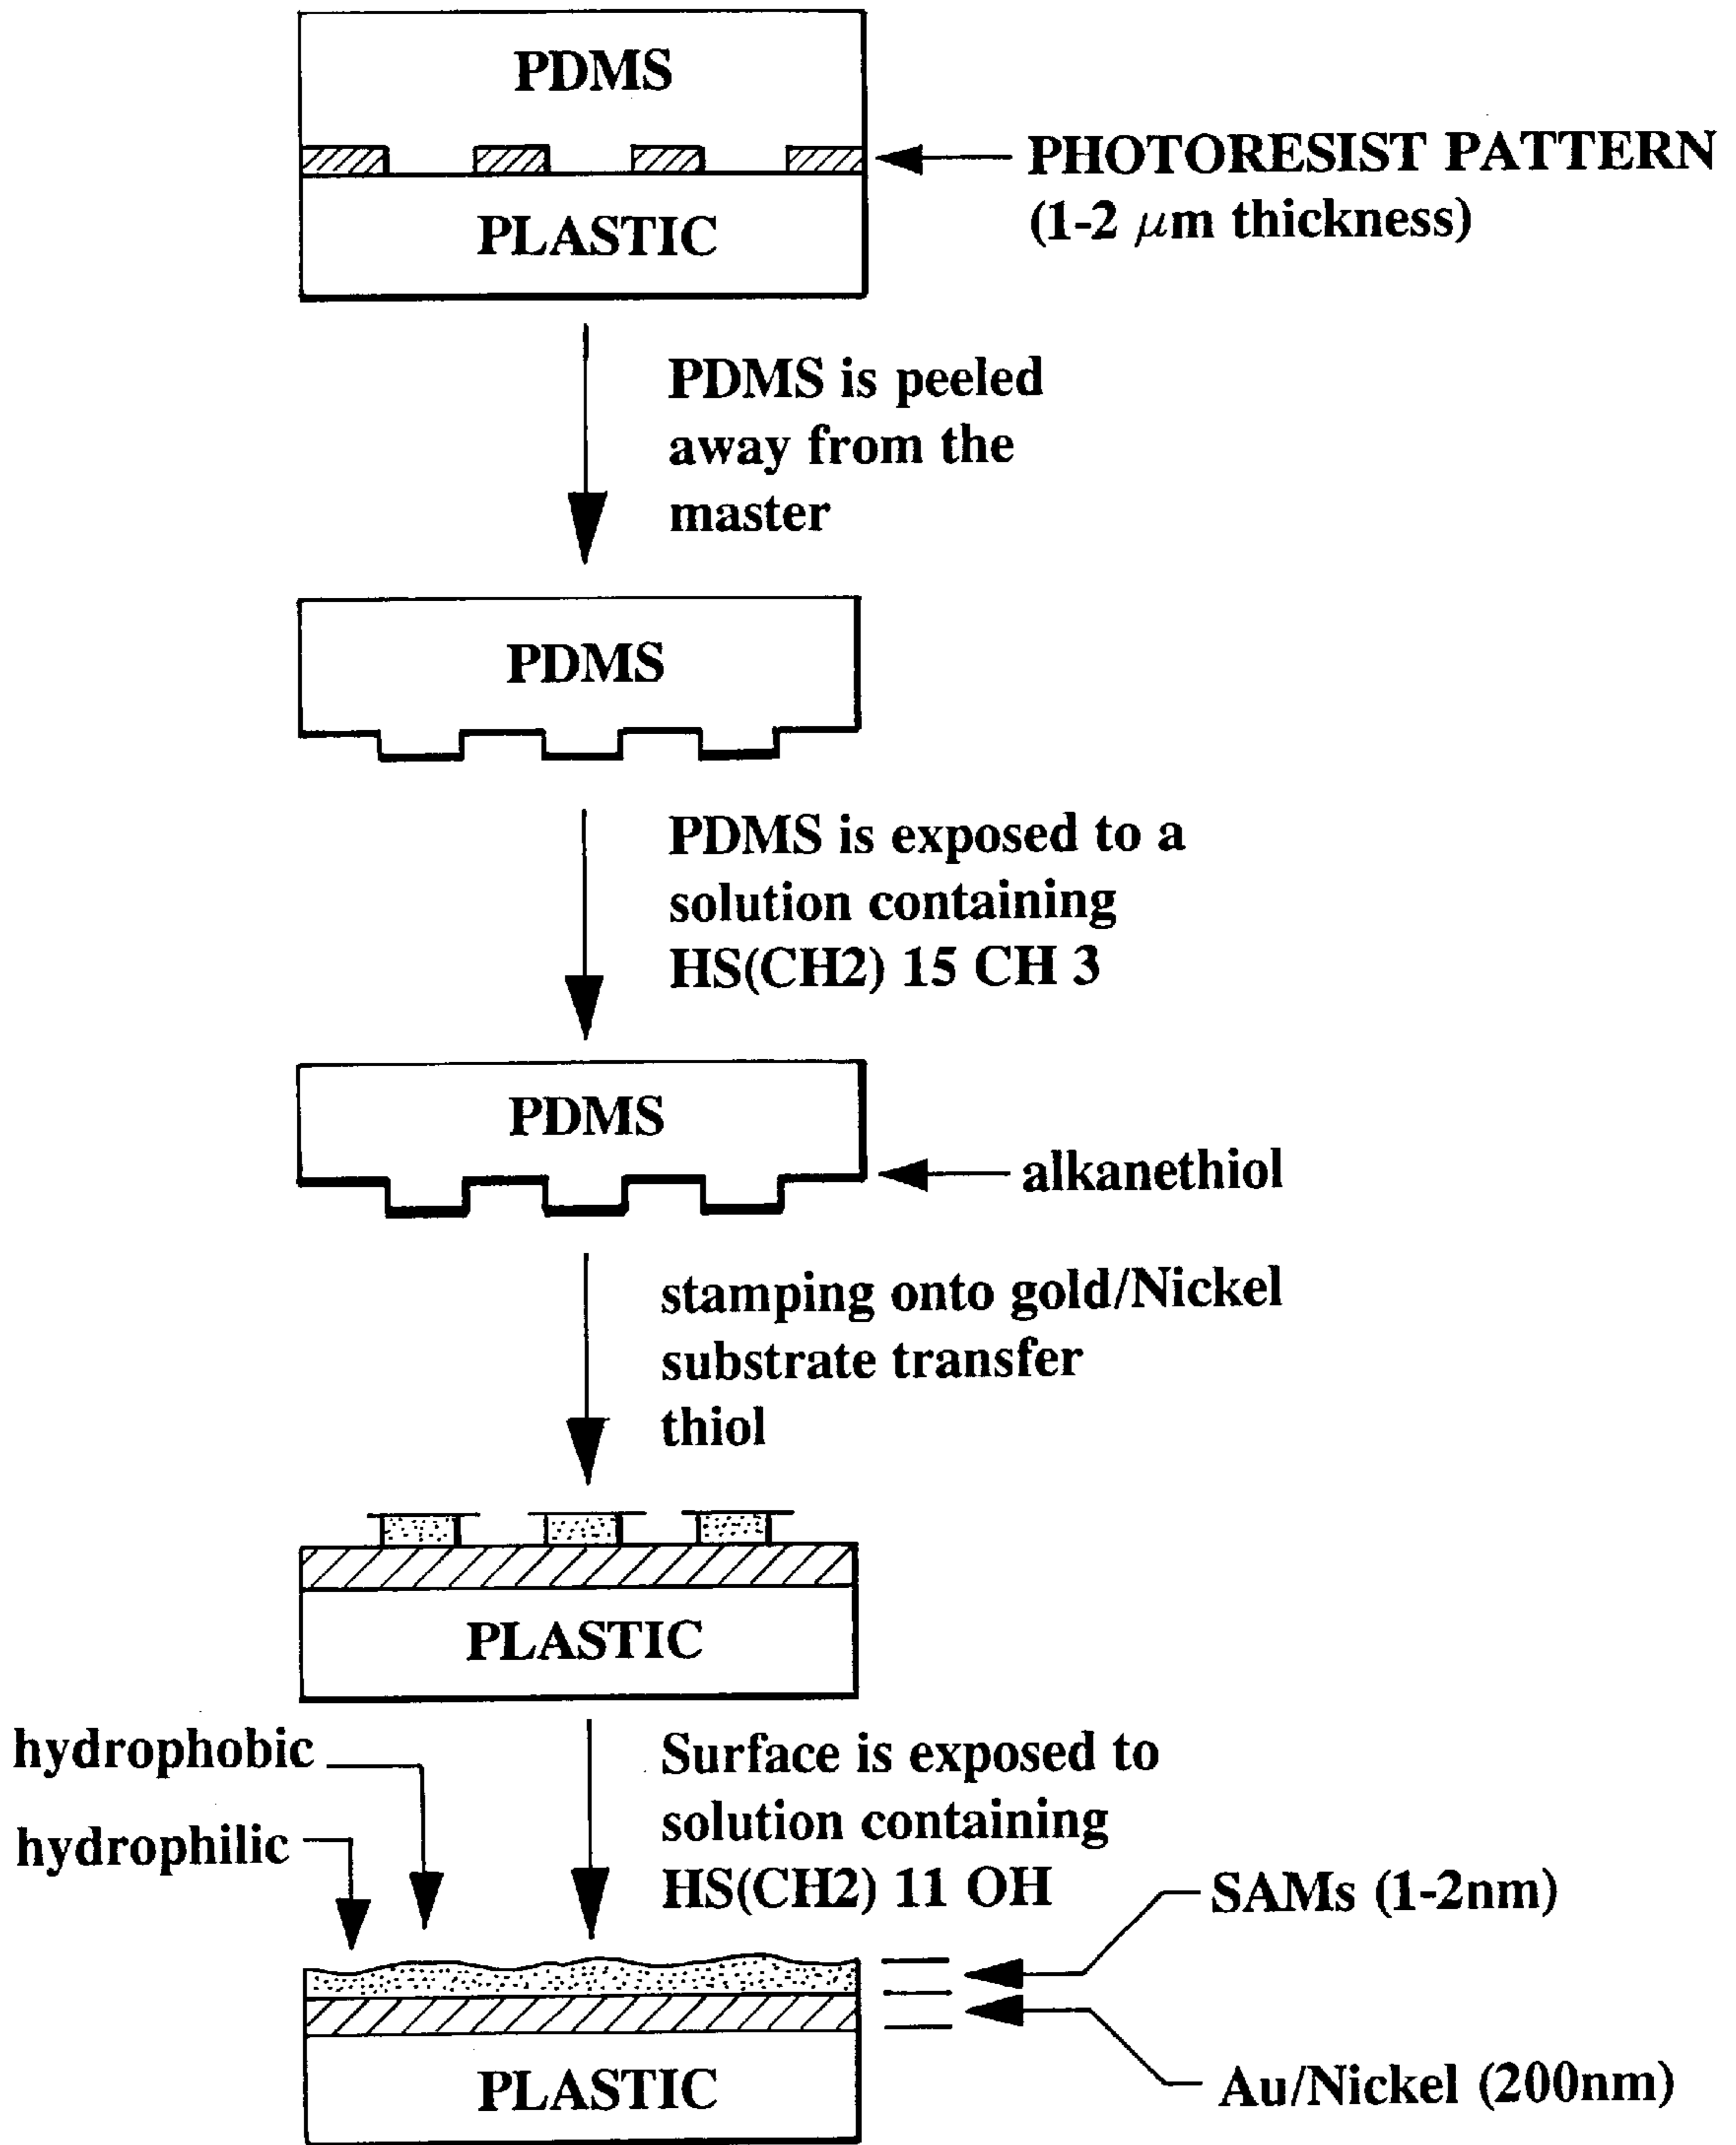 PDMS
PHOTORESIST PATTERN
(1-2 μm thickness)
PLASTIC
PDMS is peeled
away from the
master
PDMS
PDMS is exposed to a
solution containing
HS(CH2) 15 CH 3
PDMS
alkanethiol
stamping onto gold/Nickel
substrate transfer
thiol
PLASTIC
hydrophobic
hydrophilic
Surface is exposed to
solution containing
HS(CH2) 11 OH
SAMs (1-2nm)
PLASTIC
Au/Nickel (200nm)